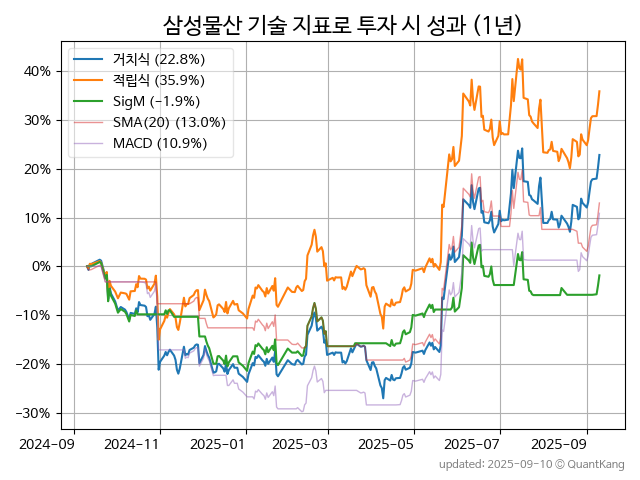 삼성물산 기술 지표로 투자 시 성과 (1년)
거치식 (22.8%)
적립식 (35.9%)
SigM (−1.9%)
SMA(20) (13.0%)
MACD (10.9%)
40%
30%
20%
10%
0%
−10%
−20%
−30%
2024-09
2024-11
2025-01
2025-03
2025-05
2025-07
2025-09
updated: 2025-09-10 © QuantKang